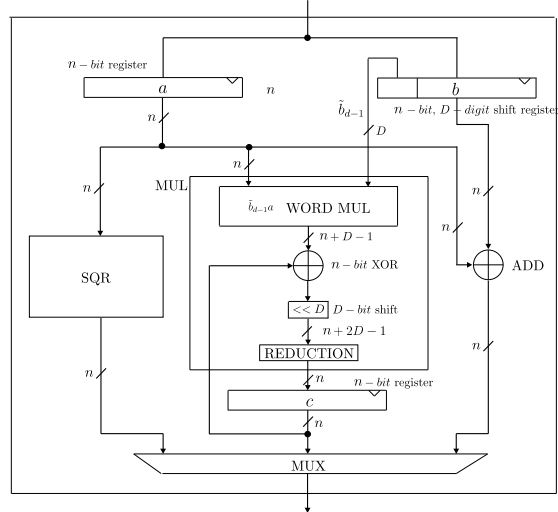 n-bit register
a
n
b
n-bit, D-digit shift register
b̃_{d-1}
D
n
n
n
MUL
n
b̃_{d-1}a WORD MUL
n
n+D-1
n-bit XOR
ADD
SQR
<< D
D-bit shift
n+2D-1
n
REDUCTION
n
n
n-bit register
c
n
MUX